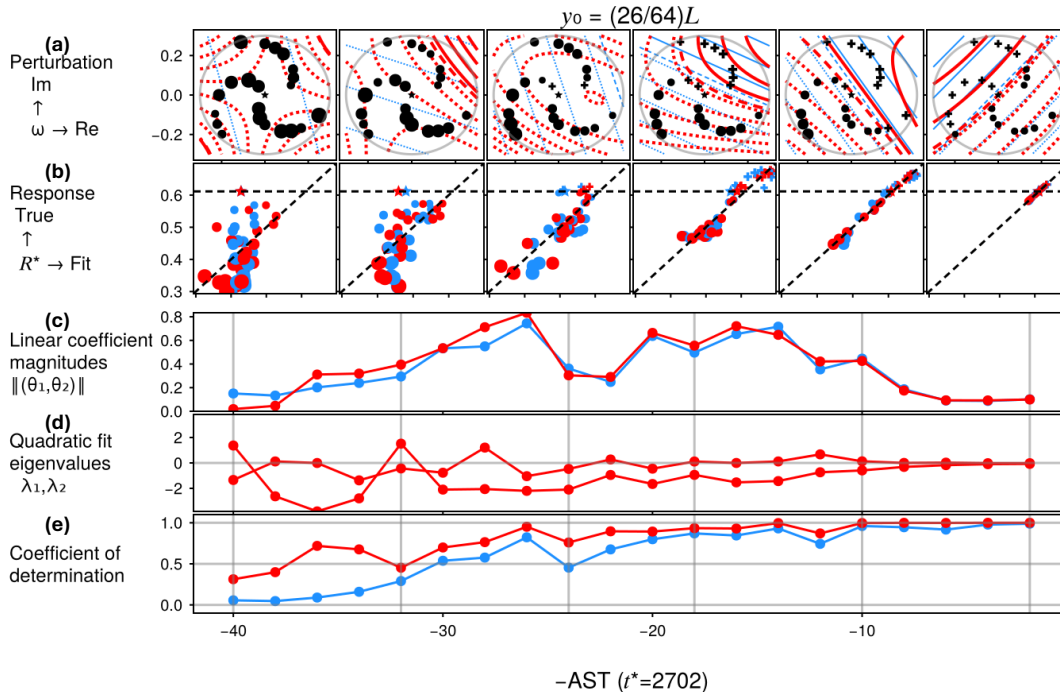 y₀ = (26/64)L
(a)
Perturbation
Im
↑
ω → Re
0.2
0.0
−0.2
(b)
Response
True
↑
R* → Fit
0.6
0.5
0.4
0.3
(c)
Linear coefficient
magnitudes
‖(θ₁,θ₂)‖
0.8
0.6
0.4
0.2
0.0
(d)
Quadratic fit
eigenvalues
λ₁,λ₂
2
0
−2
(e)
Coefficient of
determination
1.0
0.5
0.0
−40 −30 −20 −10
−AST (t*=2702)